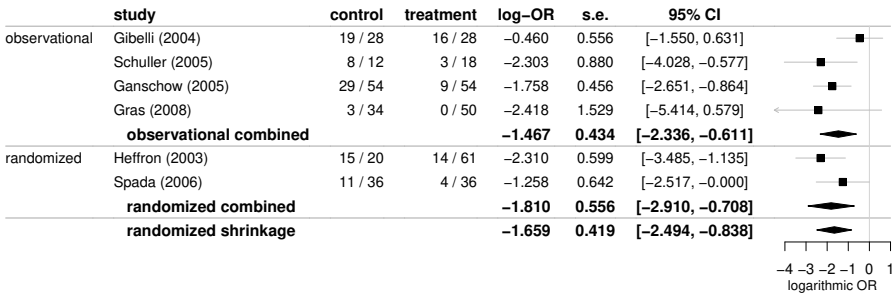 study control treatment log−OR s.e. 95% CI
observational Gibelli (2004) 19 / 28 16 / 28 −0.460 0.556 [−1.550, 0.631]
Schuller (2005) 8 / 12 3 / 18 −2.303 0.880 [−4.028, −0.577]
Ganschow (2005) 29 / 54 9 / 54 −1.758 0.456 [−2.651, −0.864]
Gras (2008) 3 / 34 0 / 50 −2.418 1.529 [−5.414, 0.579]
observational combined −1.467 0.434 [−2.336, −0.611]
randomized Heffron (2003) 15 / 20 14 / 61 −2.310 0.599 [−3.485, −1.135]
Spada (2006) 11 / 36 4 / 36 −1.258 0.642 [−2.517, −0.000]
randomized combined −1.810 0.556 [−2.910, −0.708]
randomized shrinkage −1.659 0.419 [−2.494, −0.838]
−4 −3 −2 −1 0 1
logarithmic OR